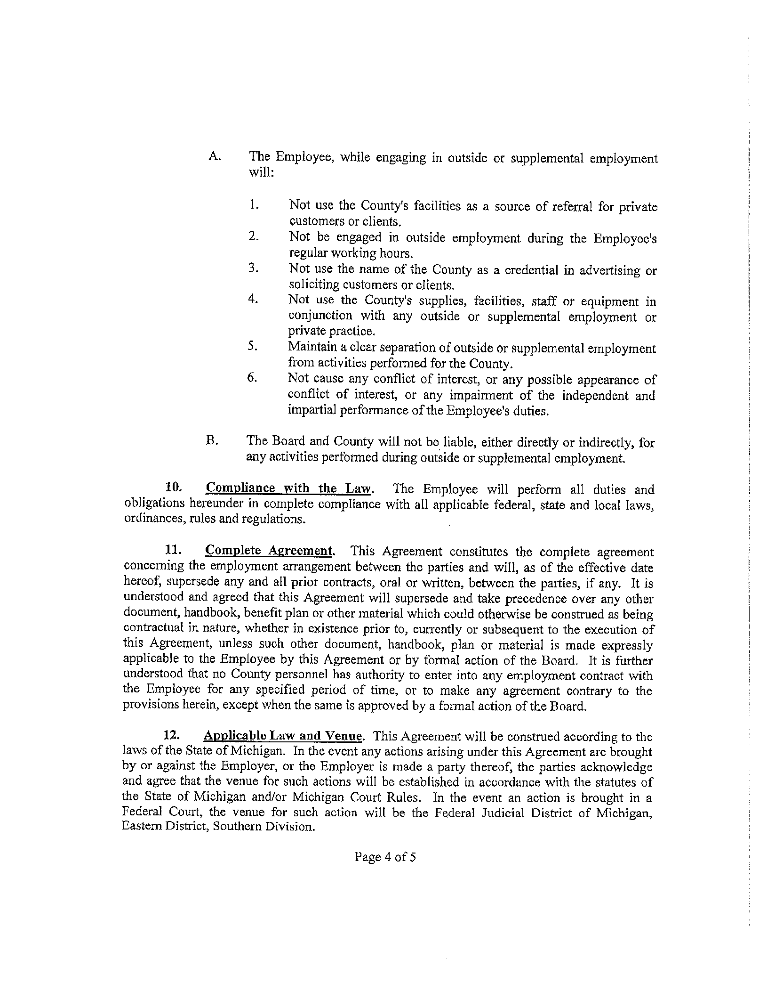 A. The Employee, while engaging in outside or supplemental employment
will:
1. Not use the County's facilities as a source of referral for private
customers or clients.
2. Not be engaged in outside employment during the Employee's
regular working hours.
3. Not use the name of the County as a credential in advertising or
soliciting customers or clients.
4. Not use the County's supplies, facilities, staff or equipment in
conjunction with any outside or supplemental employment or
private practice.
5. Maintain a clear separation of outside or supplemental employment
from activities performed for the County.
6. Not cause any conflict of interest, or any possible appearance of
conflict of interest, or any impairment of the independent and
impartial performance of the Employee's duties.
B. The Board and County will not be liable, either directly or indirectly, for
any activities performed during outside or supplemental employment.
10. Compliance with the Law. The Employee will perform all duties and
obligations hereunder in complete compliance with all applicable federal, state and local laws,
ordinances, rules and regulations.
11. Complete Agreement. This Agreement constitutes the complete agreement
concerning the employment arrangement between the parties and will, as of the effective date
hereof, supersede any and all prior contracts, oral or written, between the parties, if any. It is
understood and agreed that this Agreement will supersede and take precedence over any other
document, handbook, benefit plan or other material which could otherwise be construed as being
contractual in nature, whether in existence prior to, currently or subsequent to the execution of
this Agreement, unless such other document, handbook, plan or material is made expressly
applicable to the Employee by this Agreement or by formal action of the Board. It is further
understood that no County personnel has authority to enter into any employment contract with
the Employee for any specified period of time, or to make any agreement contrary to the
provisions herein, except when the same is approved by a formal action of the Board.
12. Applicable Law and Venue. This Agreement will be construed according to the
laws of the State of Michigan. In the event any actions arising under this Agreement are brought
by or against the Employer, or the Employer is made a party thereof, the parties acknowledge
and agree that the venue for such actions will be established in accordance with the statutes of
the State of Michigan and/or Michigan Court Rules. In the event an action is brought in a
Federal Court, the venue for such action will be the Federal Judicial District of Michigan,
Eastern District, Southern Division.
Page 4 of 5